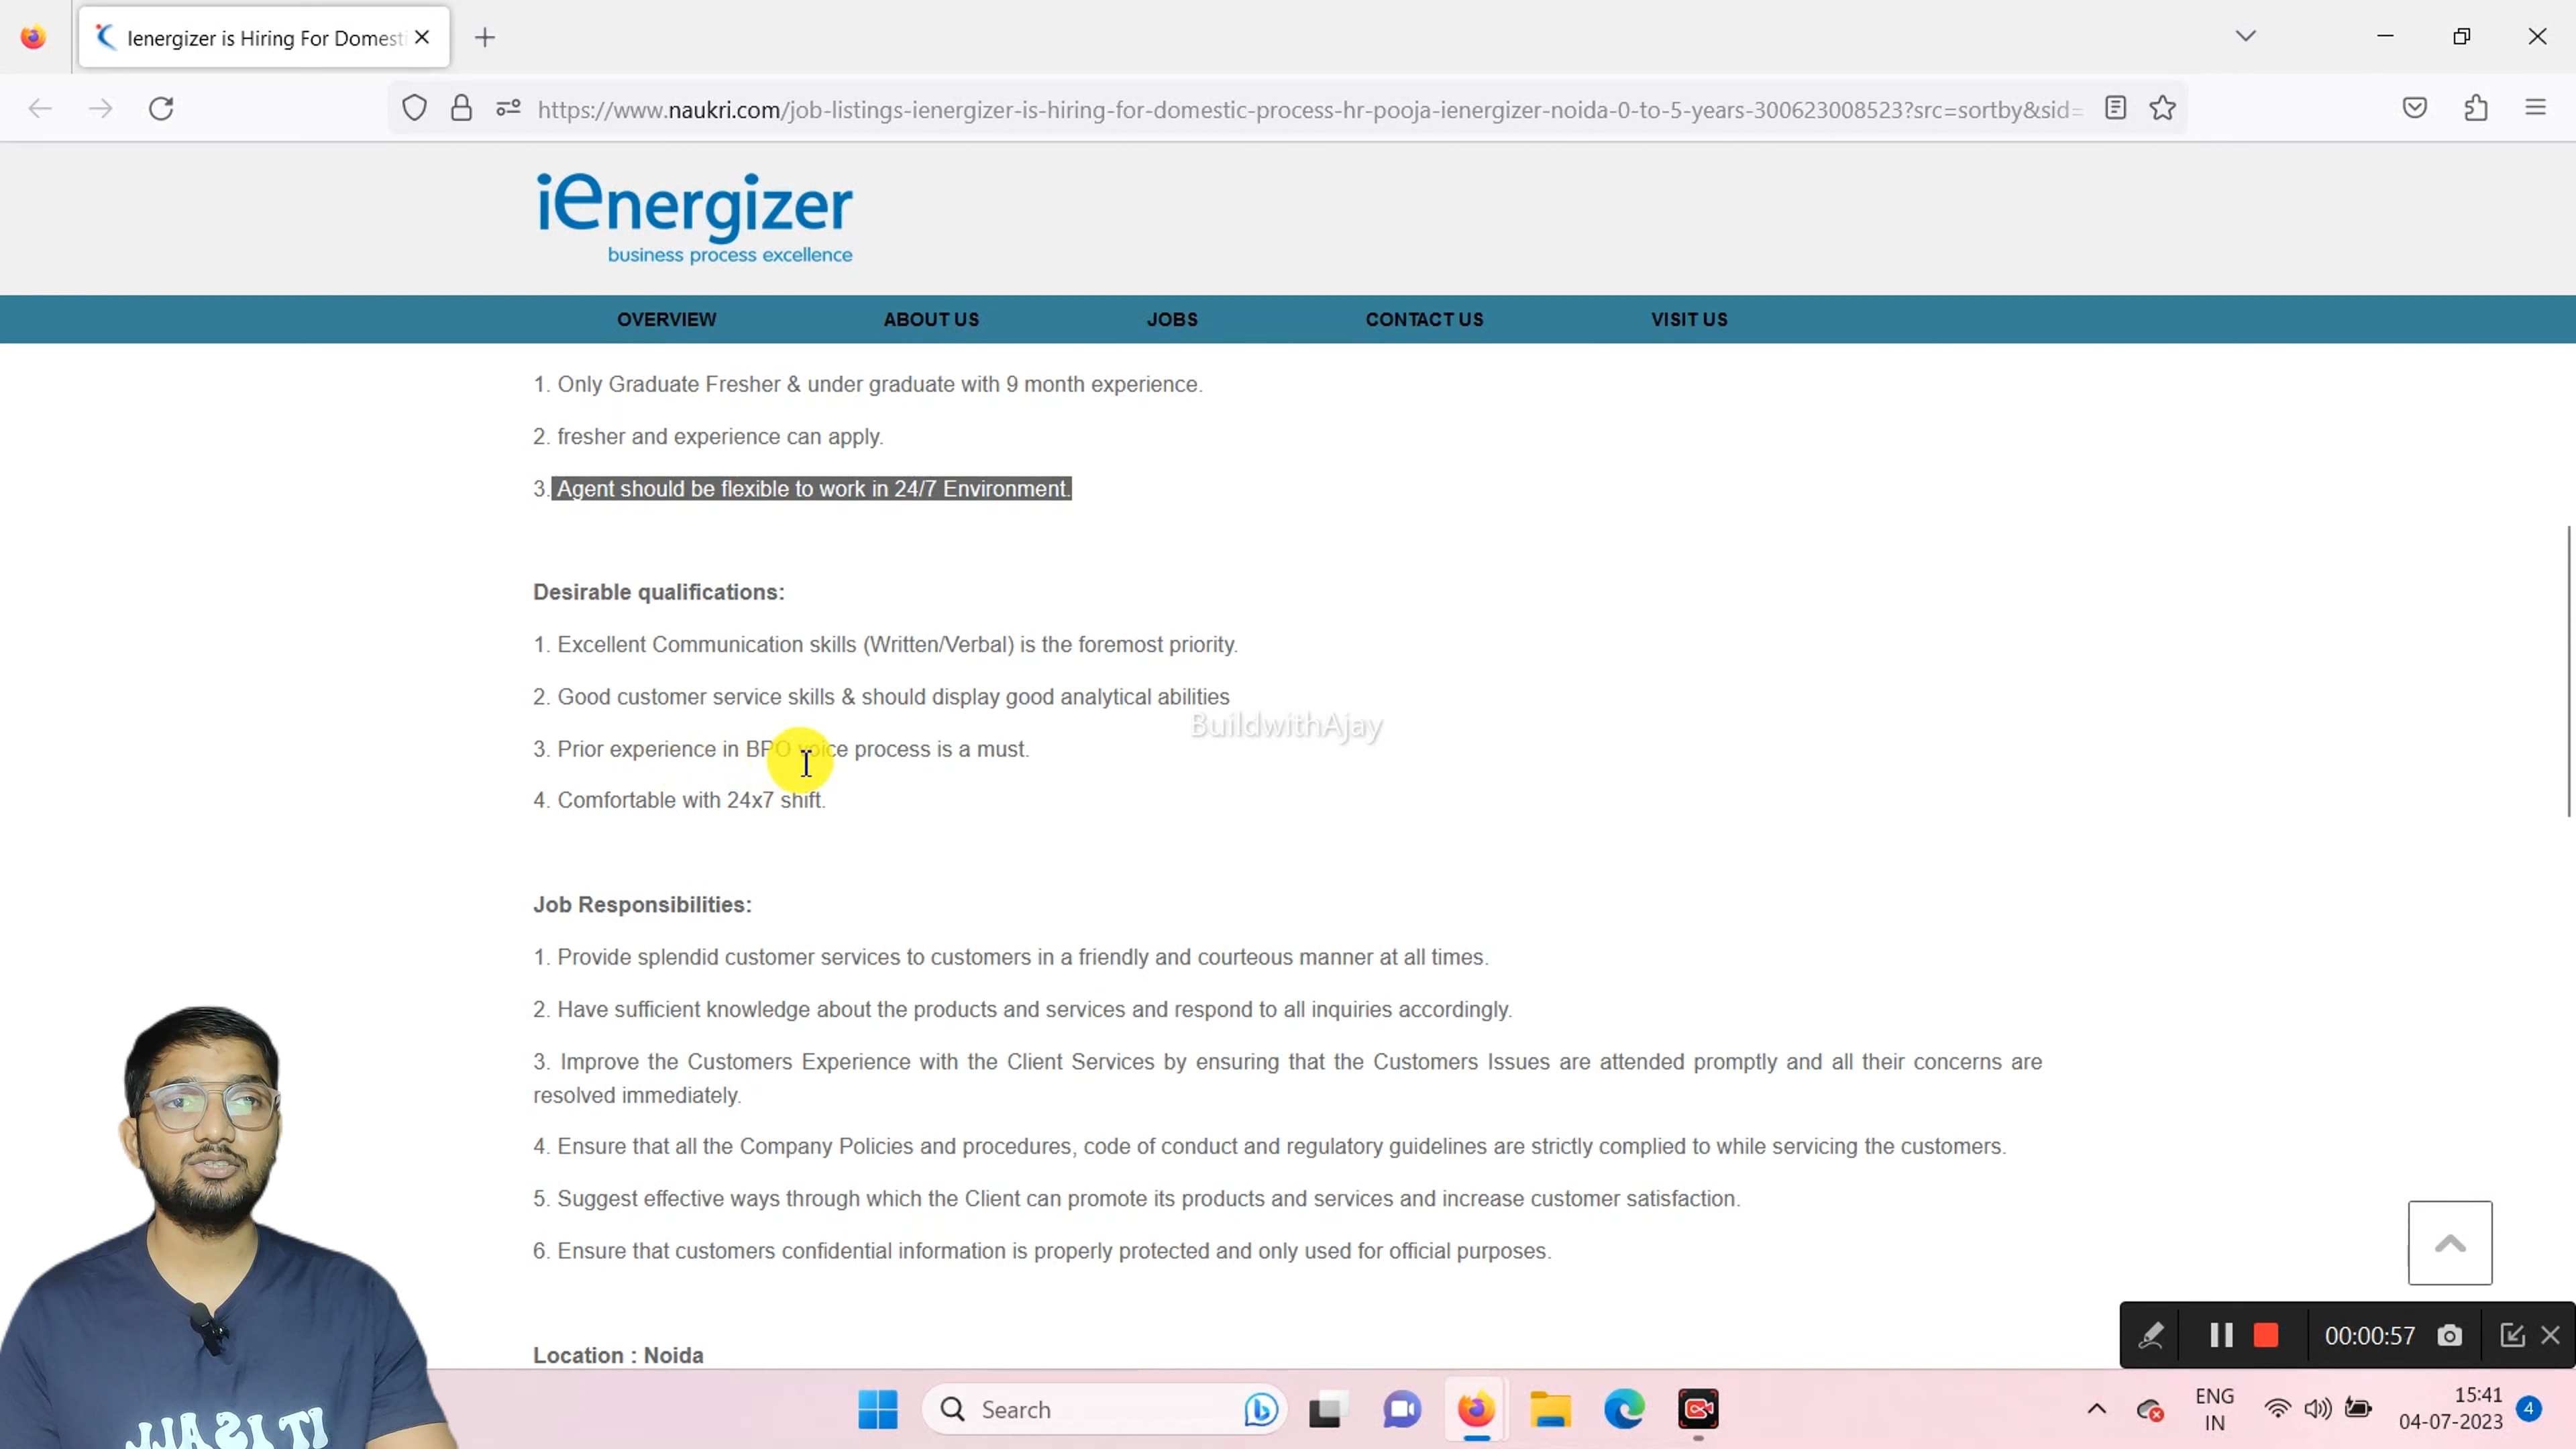 Ienergizer is Hiring For Domesti
https://www.naukri.com/job-listings-ienergizer-is-hiring-for-domestic-process-hr-pooja-ienergizer-noida-0-to-5-years-300623008523?src=sortby&sid=
iEnergizer
business process excellence
OVERVIEW ABOUT US JOBS CONTACT US VISIT US
1. Only Graduate Fresher & under graduate with 9 month experience.
2. fresher and experience can apply.
3. Agent should be flexible to work in 24/7 Environment.
Desirable qualifications:
1. Excellent Communication skills (Written/Verbal) is the foremost priority.
2. Good customer service skills & should display good analytical abilities
BuildwithAjay
3. Prior experience in BPO voice process is a must.
4. Comfortable with 24x7 shift.
Job Responsibilities:
1. Provide splendid customer services to customers in a friendly and courteous manner at all times.
2. Have sufficient knowledge about the products and services and respond to all inquiries accordingly.
3. Improve the Customers Experience with the Client Services by ensuring that the Customers Issues are attended promptly and all their concerns are
resolved immediately.
4. Ensure that all the Company Policies and procedures, code of conduct and regulatory guidelines are strictly complied to while servicing the customers.
5. Suggest effective ways through which the Client can promote its products and services and increase customer satisfaction.
6. Ensure that customers confidential information is properly protected and only used for official purposes.
Location : Noida
00:00:57
IT IS ALL
Search
ENG
IN
15:41
04-07-2023
4